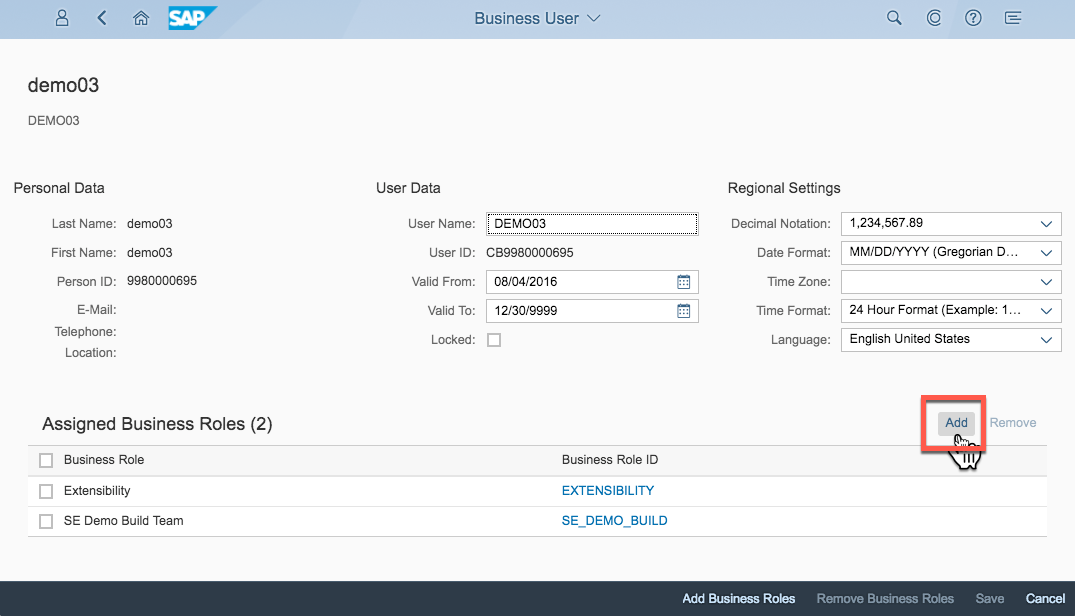 SAP
Business User
demo03
DEMO03
Personal Data
Last Name: demo03
First Name: demo03
Person ID: 9980000695
E-Mail:
Telephone:
Location:
User Data
User Name: DEMO03
User ID: CB9980000695
Valid From: 08/04/2016
Valid To: 12/30/9999
Locked:
Regional Settings
Decimal Notation: 1,234,567.89
Date Format: MM/DD/YYYY (Gregorian D...
Time Zone:
Time Format: 24 Hour Format (Example: 1...
Language: English United States
Assigned Business Roles (2)
Add Remove
Business Role Business Role ID
Extensibility EXTENSIBILITY
SE Demo Build Team SE_DEMO_BUILD
Add Business Roles Remove Business Roles Save Cancel